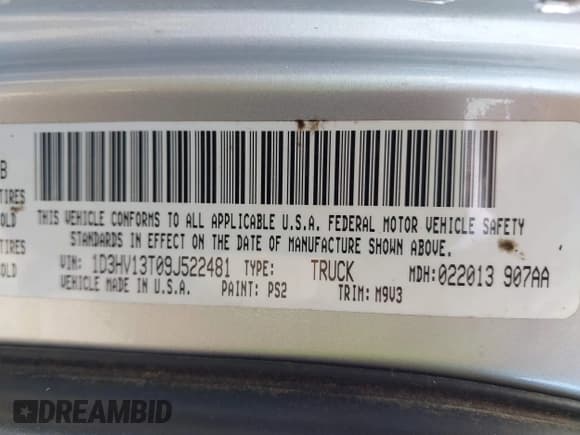 B
TIRES
OLD
TIRES
OLD
THIS VEHICLE CONFORMS TO ALL APPLICABLE U.S.A. FEDERAL MOTOR VEHICLE SAFETY
STANDARDS IN EFFECT ON THE DATE OF MANUFACTURE SHOWN ABOVE.
VIN: 1D3HV13T09J522481 TYPE: TRUCK MDH:022013 907AA
VEHICLE MADE IN U.S.A. PAINT: PS2 TRIM: M9V3
DREAMBID